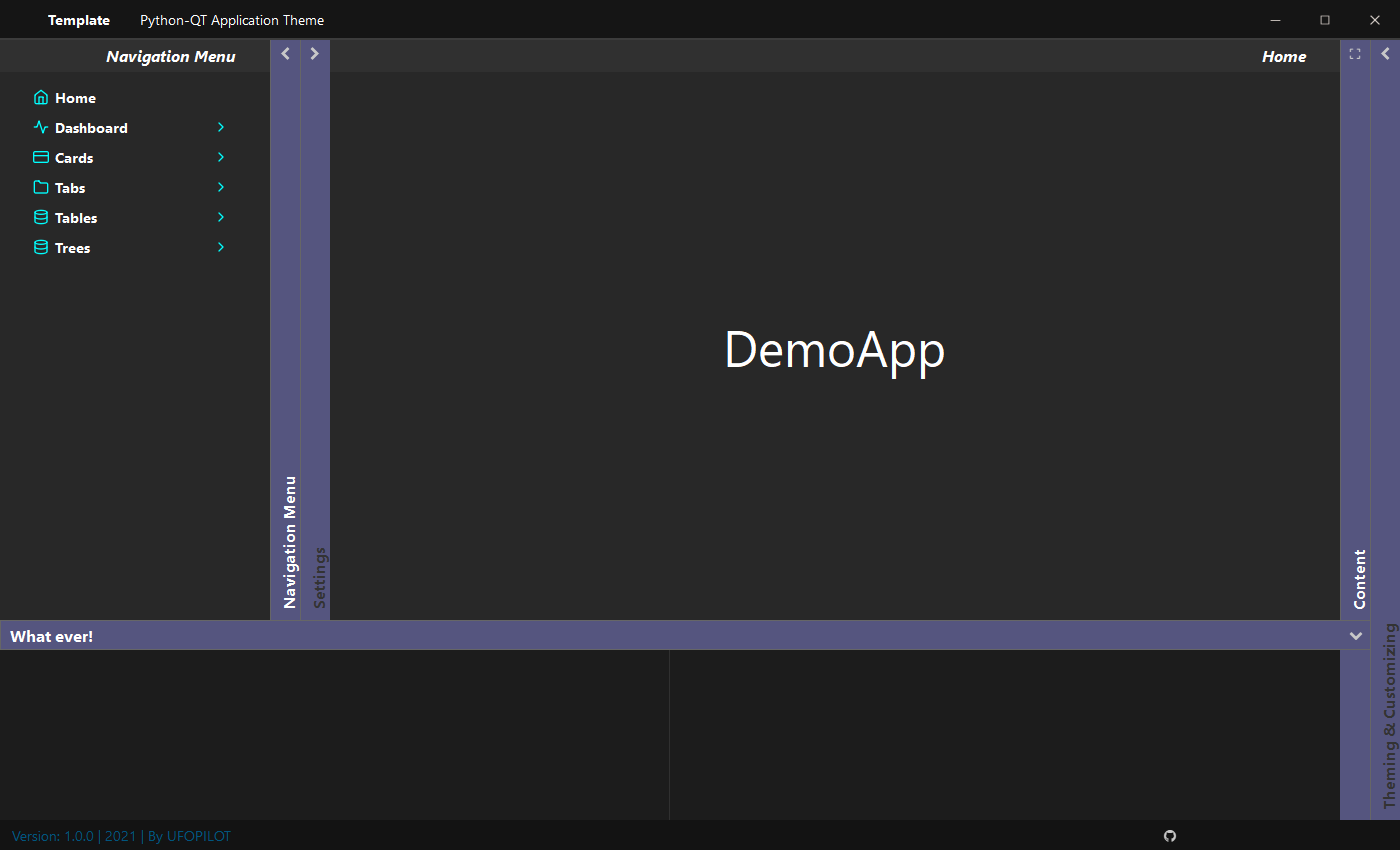 Template
Python-QT Application Theme
Navigation Menu
Home
Home
Dashboard
Cards
Tabs
Tables
Trees
Navigation Menu
Settings
DemoApp
Content
Theming & Customizing
What ever!
Version: 1.0.0 | 2021 | By UFOPILOT